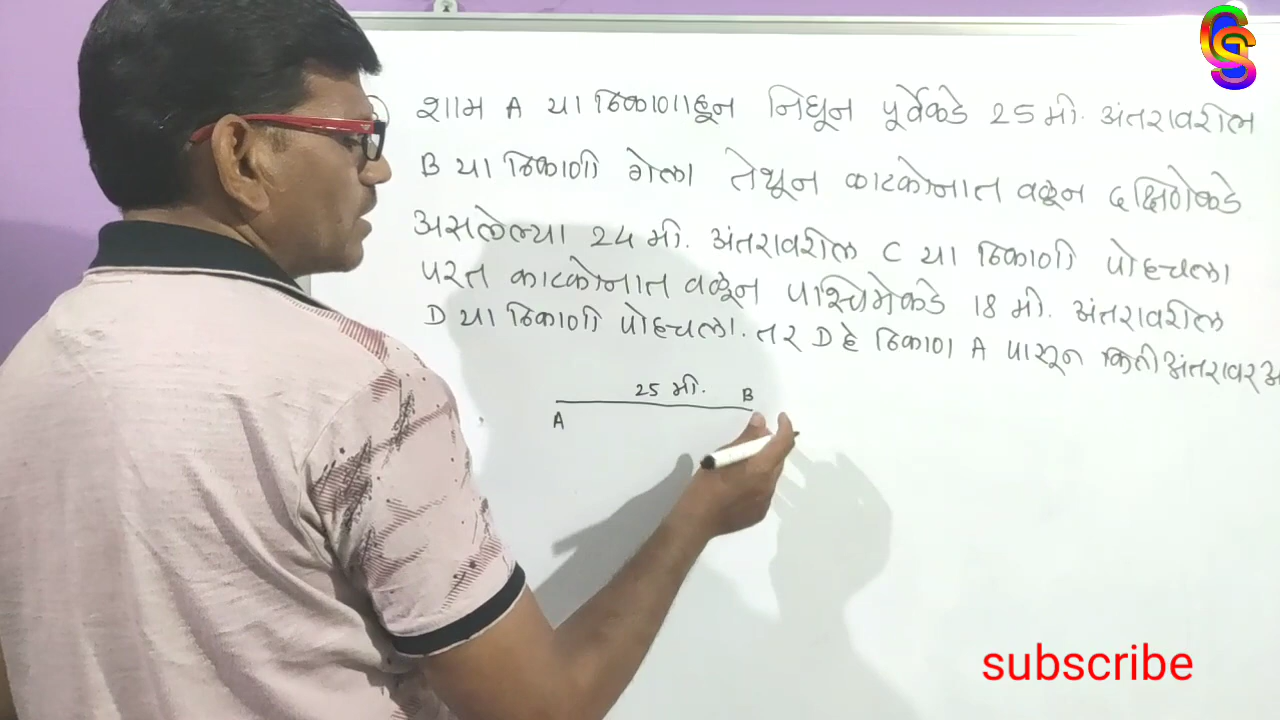 शाम A या ठिकाणाहून निघून पूर्वेकडे 25 मी. अंतरावरील
B या ठिकाणी गेला तेथून काटकोनात वळून दक्षिणेकडे
असलेल्या 24 मी. अंतरावरील C या ठिकाणी पोहचला
परत काटकोनात वळून पश्चिमेकडे 18 मी. अंतरावरील
D या ठिकाणी पोहचला. तर D हे ठिकाण A पासून किती अंतरावर
25 मी. B
A
subscribe